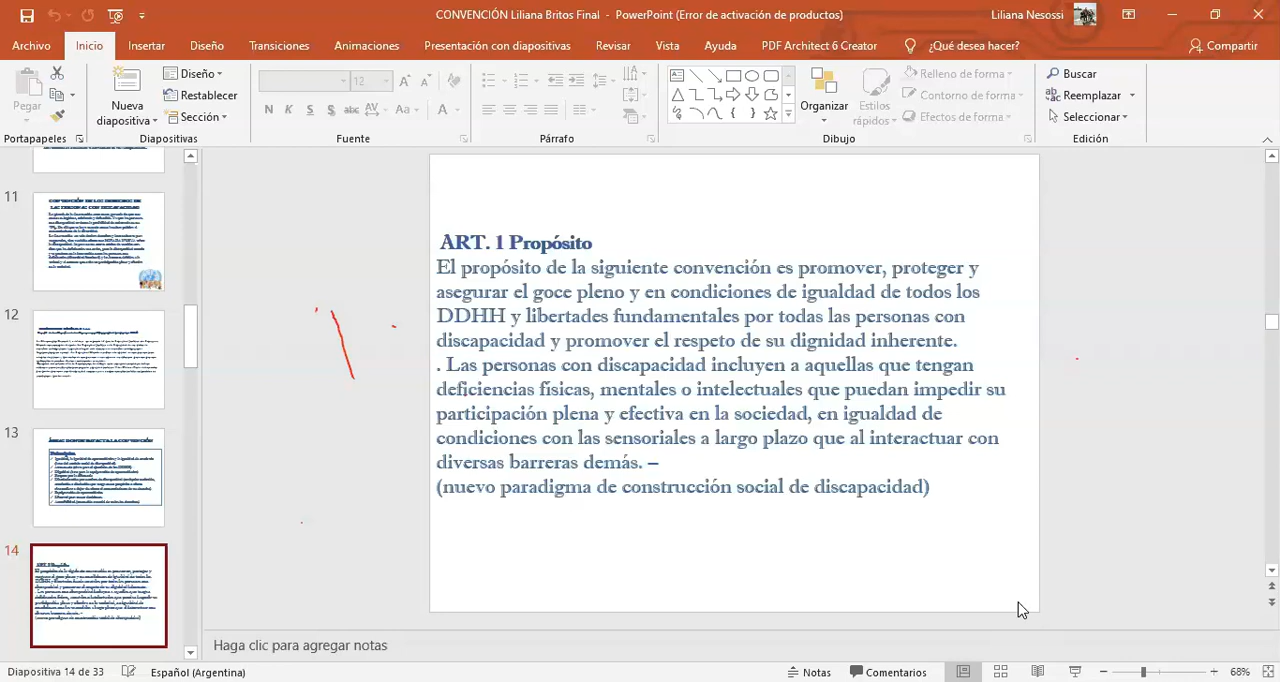 CONVENCIÓN Liliana Britos Final - PowerPoint (Error de activación de productos)
Liliana Nesossi
Archivo Inicio Insertar Diseño Transiciones Animaciones Presentación con diapositivas Revisar Vista Ayuda PDF Architect 6 Creator ¿Qué desea hacer? Compartir
Pegar
Nueva diapositiva
Diseño
Restablecer
Sección
12
N K S S abc AV Aa A
Organizar
Estilos rápidos
Relleno de forma
Contorno de forma
Efectos de forma
Buscar
Reemplazar
Seleccionar
Portapapeles Diapositivas Fuente Párrafo Dibujo Edición
11
12
13
14
ART. 1 Propósito
El propósito de la siguiente convención es promover, proteger y
asegurar el goce pleno y en condiciones de igualdad de todos los
DDHH y libertades fundamentales por todas las personas con
discapacidad y promover el respeto de su dignidad inherente.
. Las personas con discapacidad incluyen a aquellas que tengan
deficiencias físicas, mentales o intelectuales que puedan impedir su
participación plena y efectiva en la sociedad, en igualdad de
condiciones con las sensoriales a largo plazo que al interactuar con
diversas barreras demás. –
(nuevo paradigma de construcción social de discapacidad)
Haga clic para agregar notas
Diapositiva 14 de 33 Español (Argentina) Notas Comentarios 68%